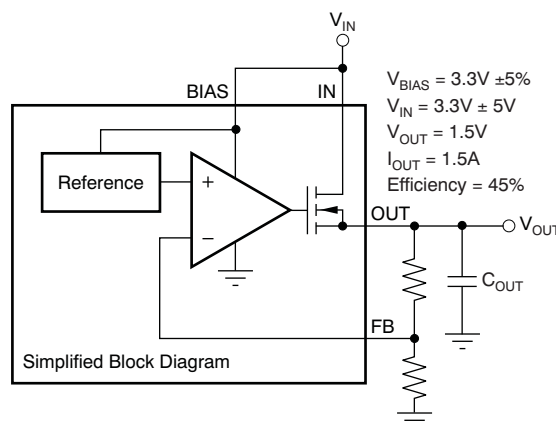 V_IN
BIAS
IN
V_BIAS = 3.3V ±5%
V_IN = 3.3V ± 5V
V_OUT = 1.5V
I_OUT = 1.5A
Efficiency = 45%
Reference
+
−
OUT
V_OUT
C_OUT
FB
Simplified Block Diagram